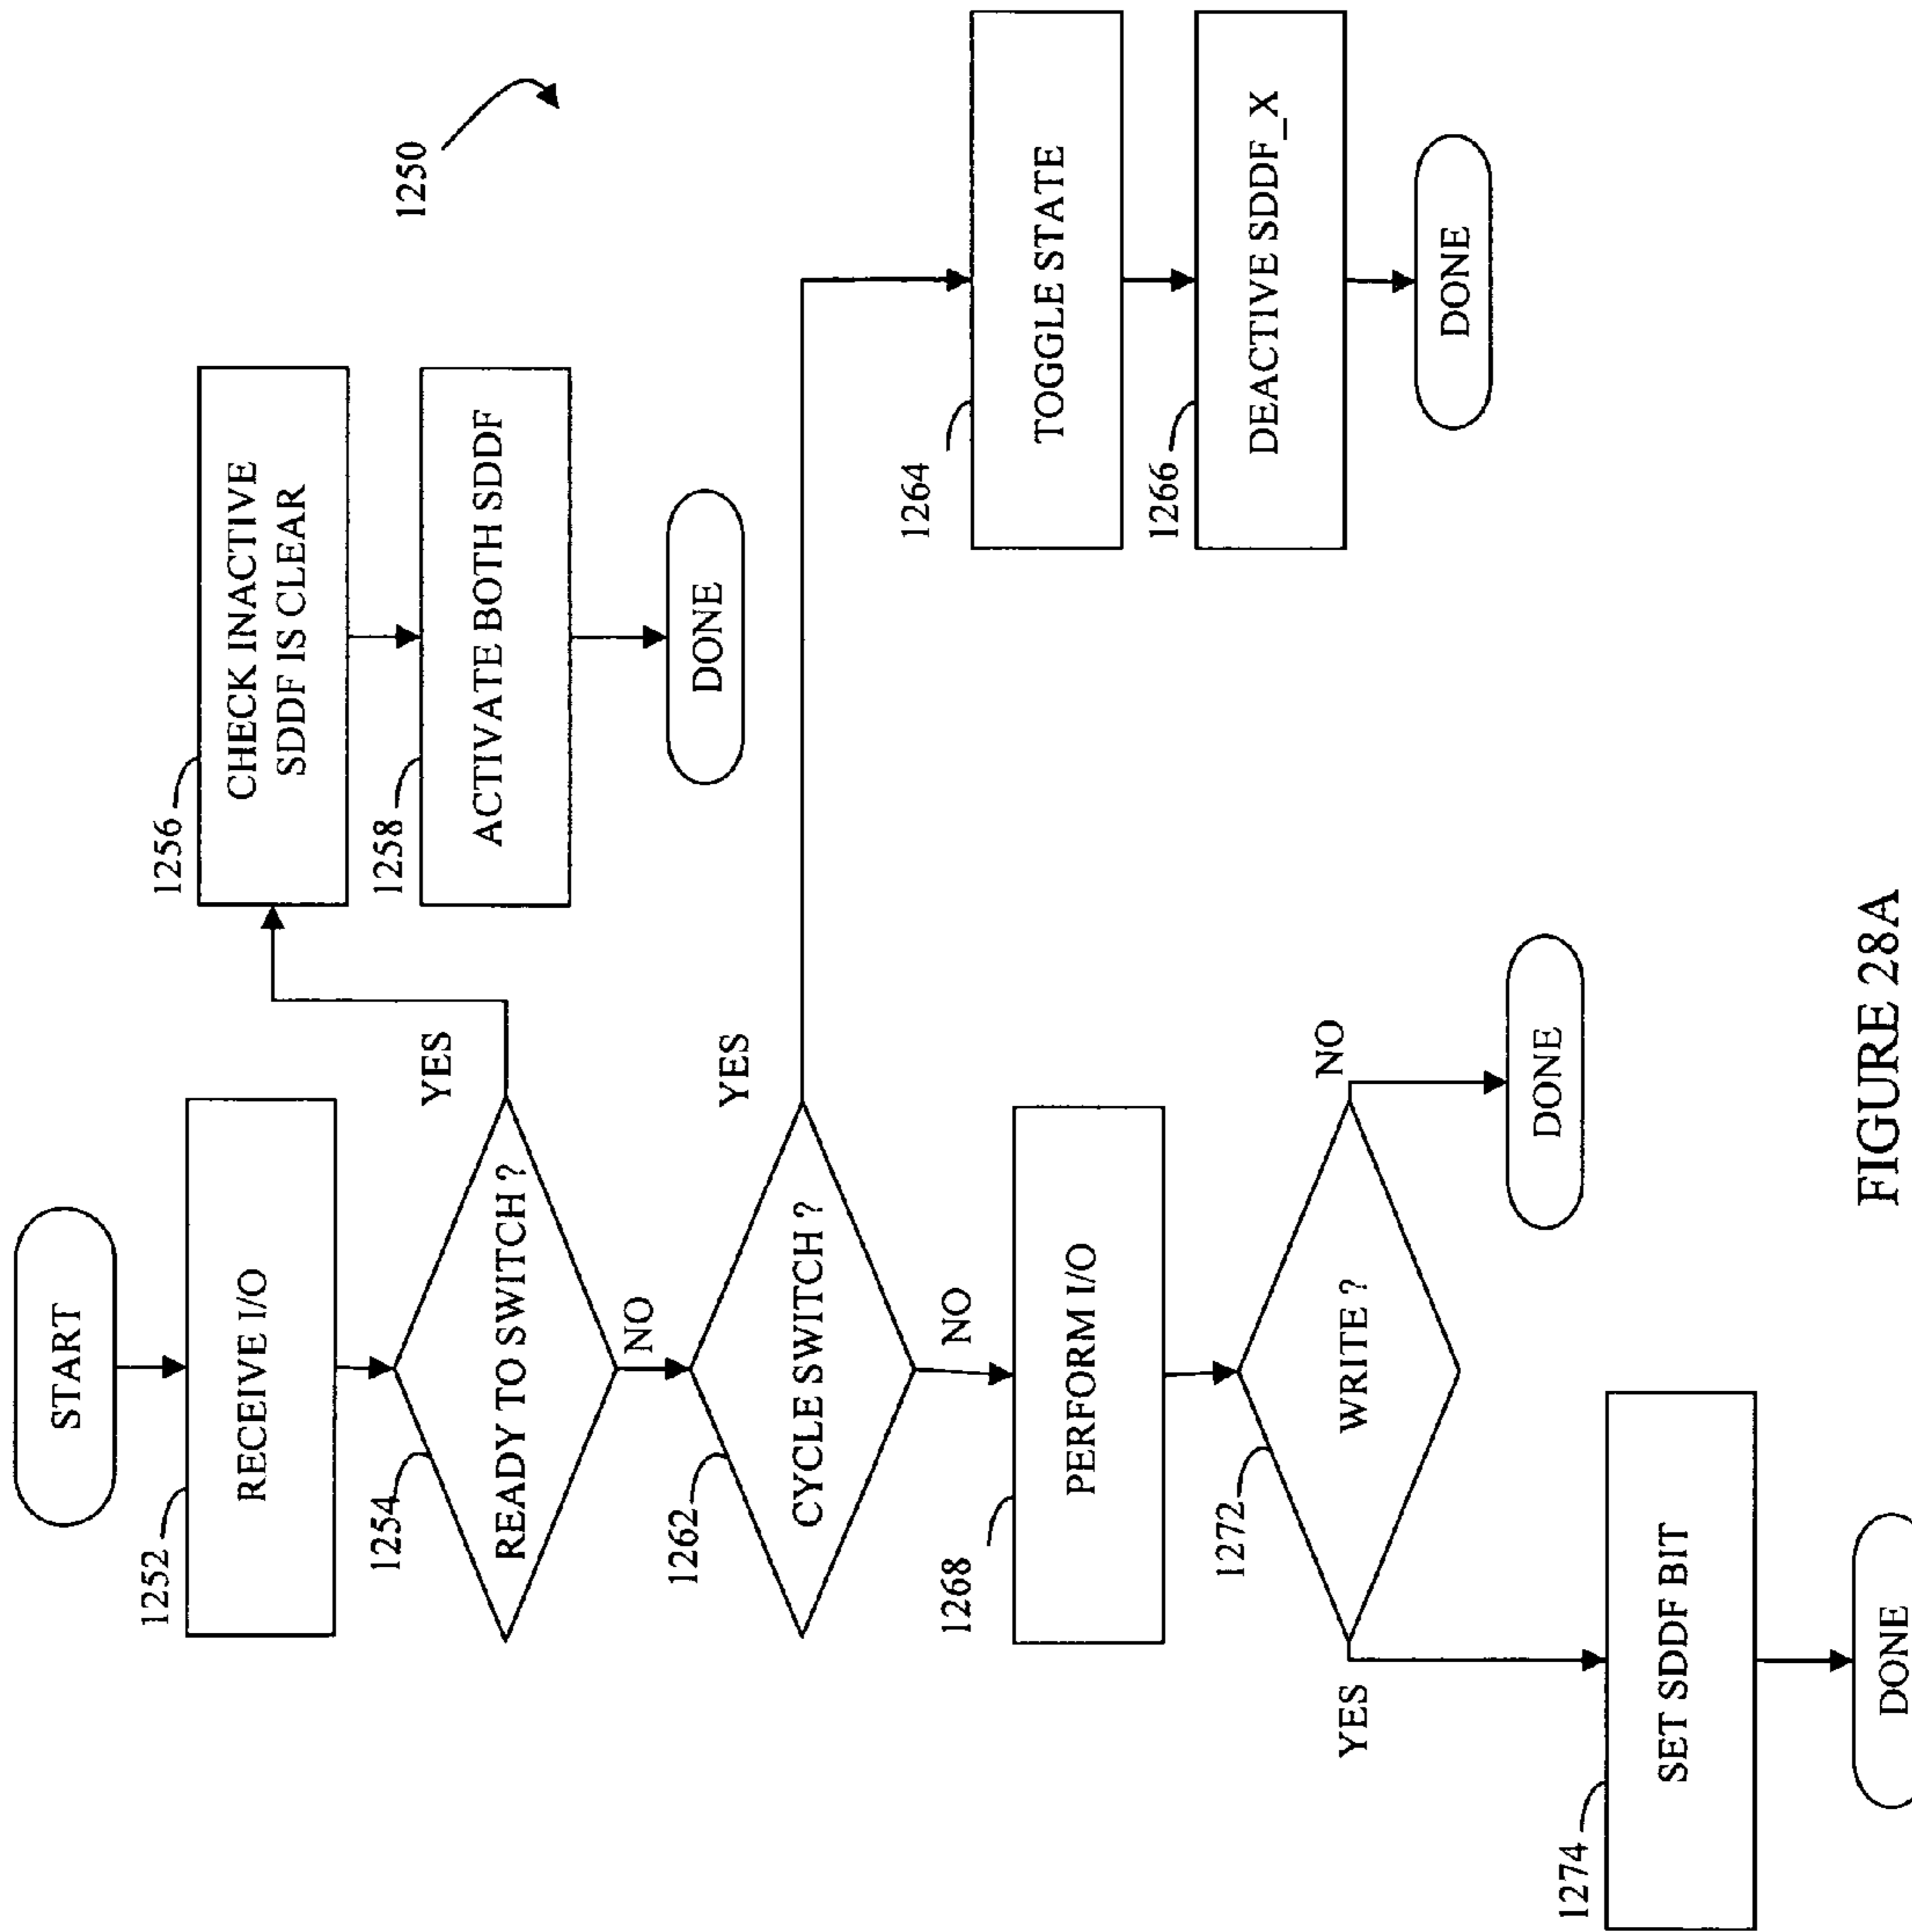 1250
START
1252
RECEIVE I/O
1254
READY TO SWITCH ?
YES
NO
1256
CHECK INACTIVE
SDDF IS CLEAR
1258
ACTIVATE BOTH SDDF
DONE
1262
CYCLE SWITCH ?
YES
NO
1264
TOGGLE STATE
1266
DEACTIVE SDDF_X
DONE
1268
PERFORM I/O
1272
WRITE ?
NO
DONE
YES
1274
SET SDDF BIT
DONE
FIGURE 28A